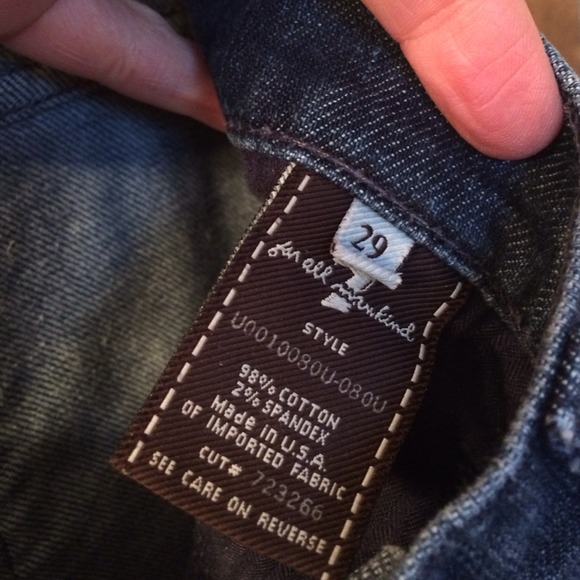 29
for all mankind
STYLE
U0010080U-080U
98% COTTON
2% SPANDEX
Made in U.S.A.
OF IMPORTED FABRIC
CUT# 723266
SEE CARE ON REVERSE